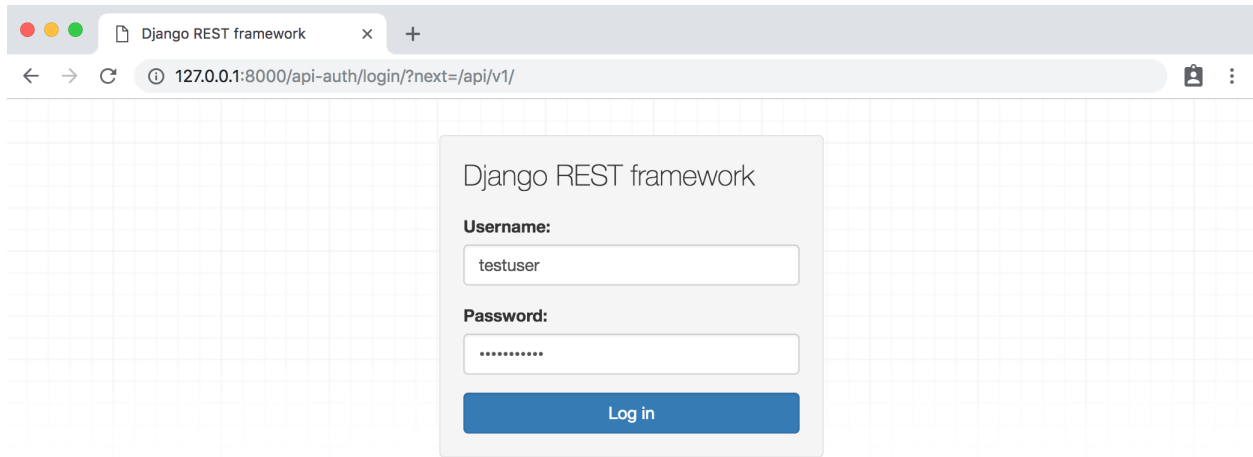 Django REST framework
127.0.0.1:8000/api-auth/login/?next=/api/v1/
Django REST framework
Username:
testuser
Password:
•••••••••••
Log in